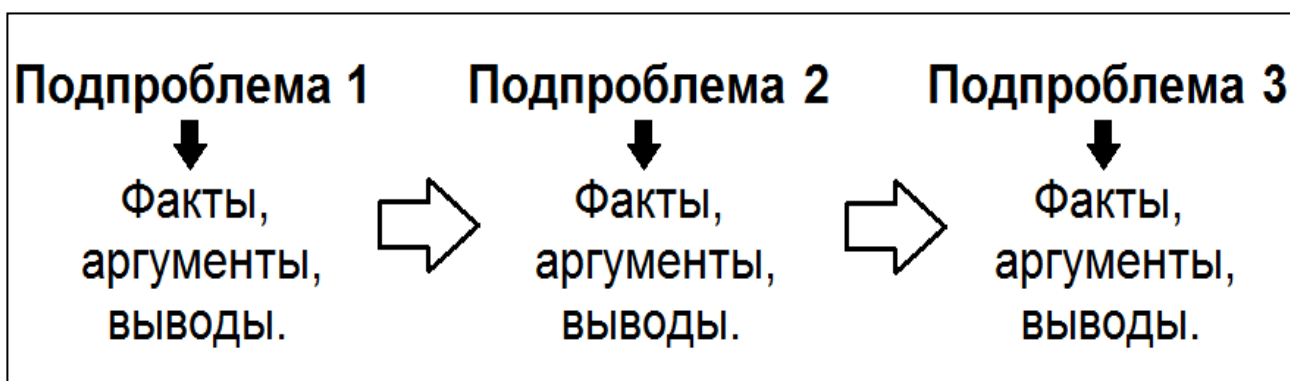 Подпроблема 1
Факты,
аргументы,
выводы.
Подпроблема 2
Факты,
аргументы,
выводы.
Подпроблема 3
Факты,
аргументы,
выводы.